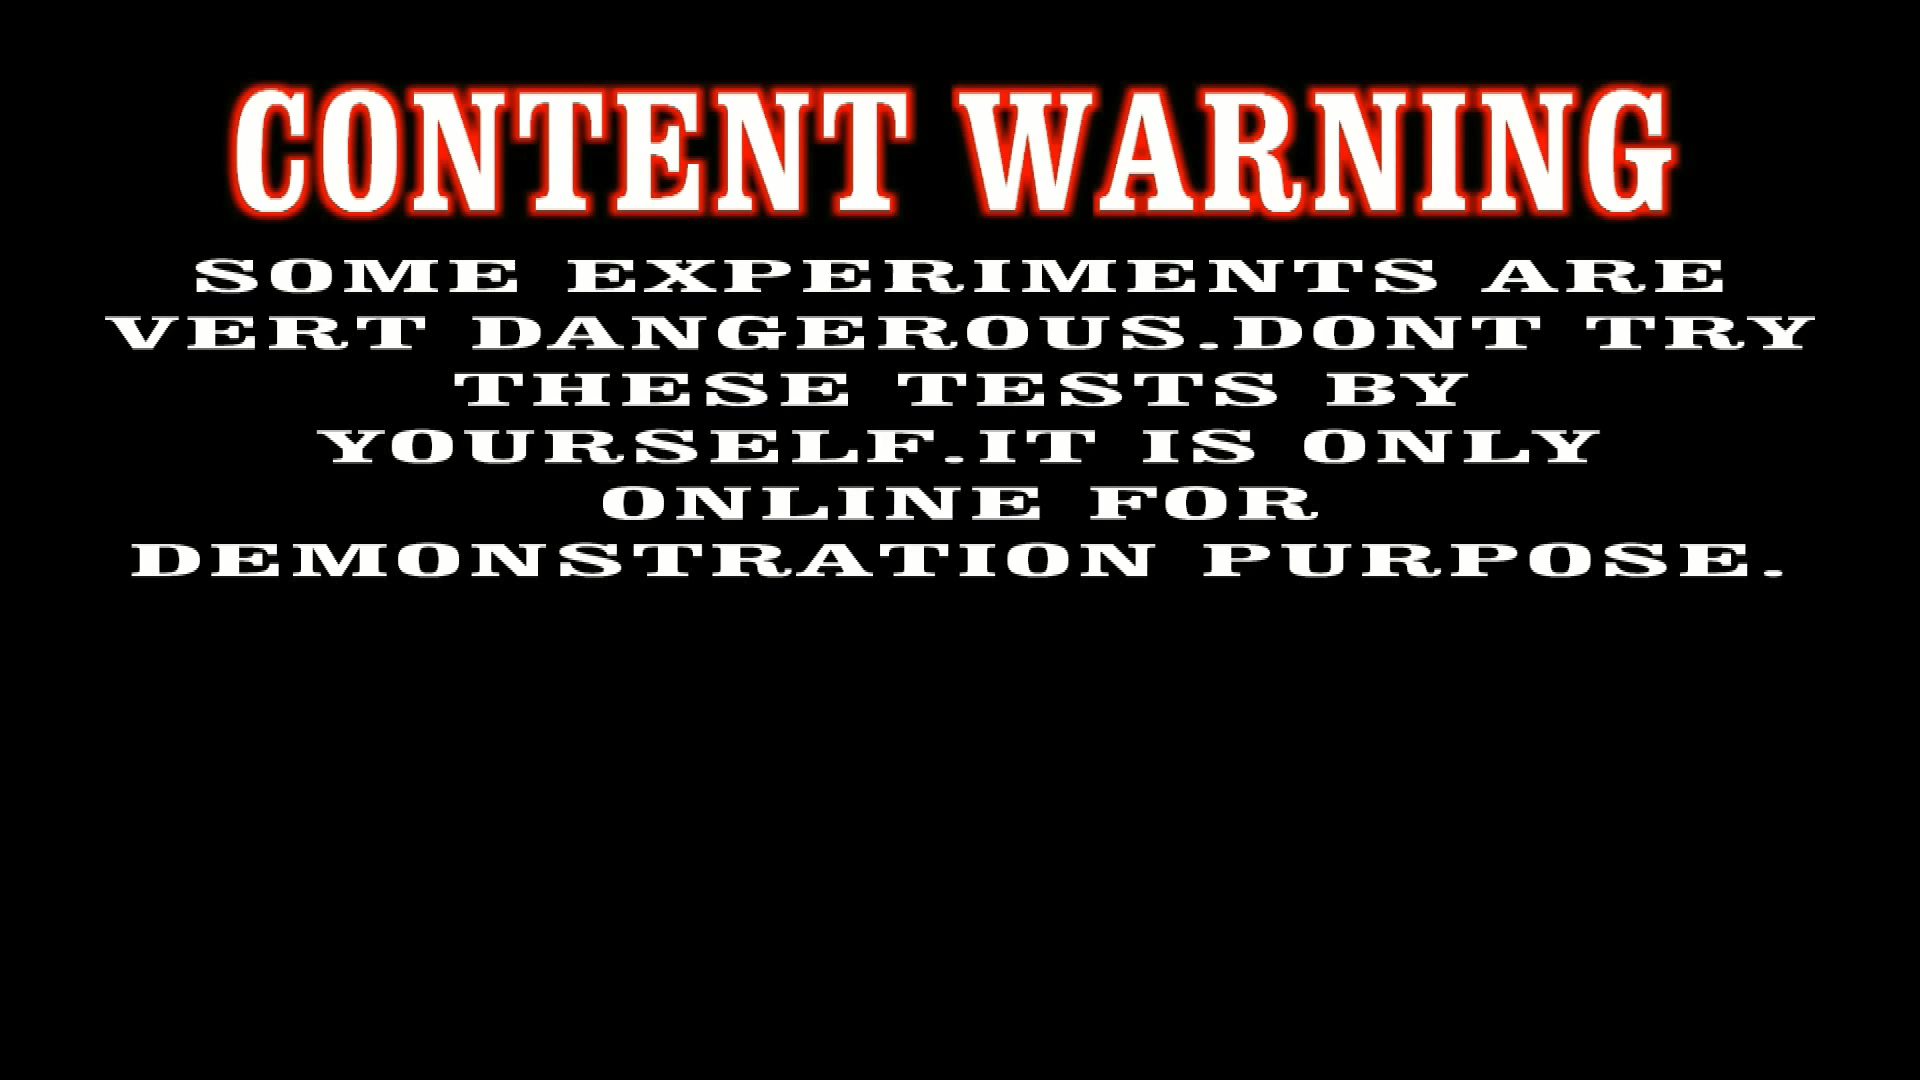 CONTENT WARNING
SOME EXPERIMENTS ARE
VERT DANGEROUS.DONT TRY
THESE TESTS BY
YOURSELF.IT IS ONLY
ONLINE FOR
DEMONSTRATION PURPOSE.